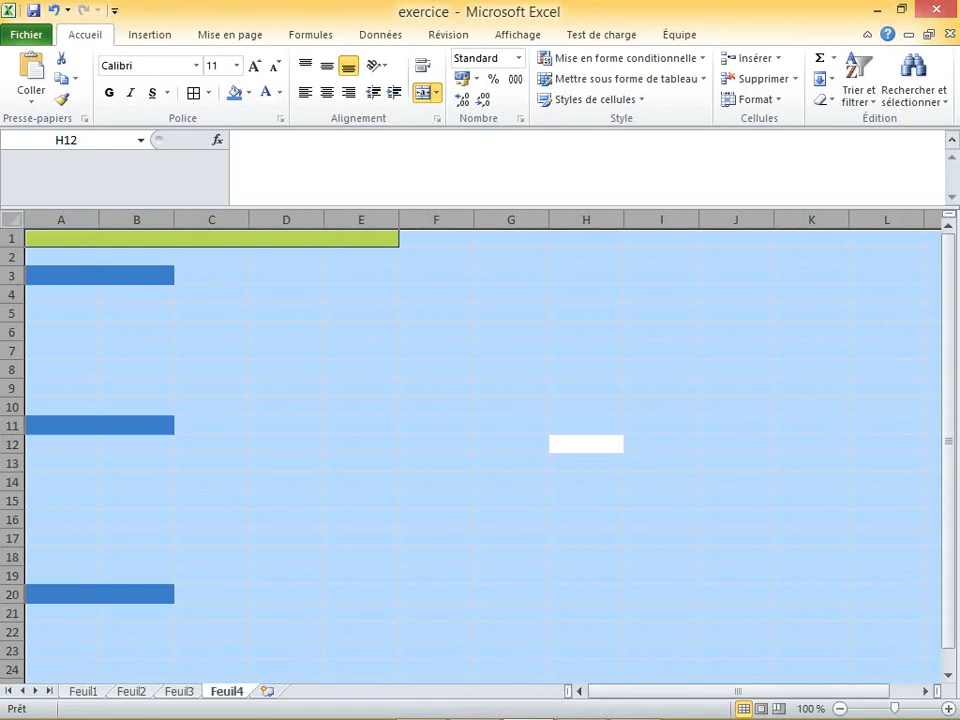 exercice - Microsoft Excel
Fichier Accueil Insertion Mise en page Formules Données Révision Affichage Test de charge Équipe
Coller
Presse-papiers
Calibri 11
G I S A
Police
Alignement
Standard
% 000
Nombre
Mise en forme conditionnelle
Mettre sous forme de tableau
Styles de cellules
Style
Insérer
Supprimer
Format
Cellules
Σ
Trier et filtrer
Rechercher et sélectionner
Édition
H12 fx
A B C D E F G H I J K L
1
2
3
4
5
6
7
8
9
10
11
12
13
14
15
16
17
18
19
20
21
22
23
24
Feuil1 Feuil2 Feuil3 Feuil4
Prêt 100 %